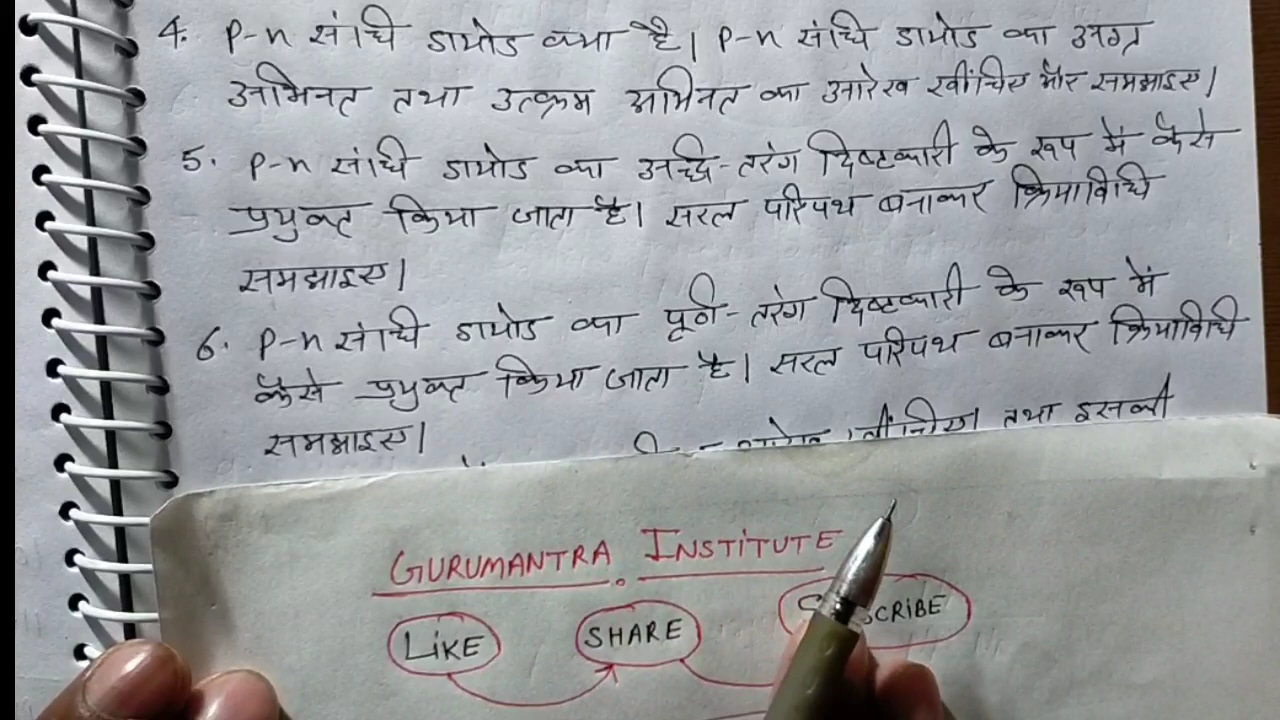 4. P-n संधि डायोड क्या है। P-n संधि डायोड का अग्र
अभिनत तथा उत्क्रम अभिनत का आरेख खींचिए और समझाइए।
5. P-n संधि डायोड का अर्द्ध-तरंग दिष्टकारी के रूप में कैसे
प्रयुक्त किया जाता है। सरल परिपथ बनाकर क्रियाविधि
समझाइए।
6. P-n संधि डायोड का पूर्ण-तरंग दिष्टकारी के रूप में
कैसे प्रयुक्त किया जाता है। सरल परिपथ बनाकर क्रियाविधि
समझाइए।
तथा इसकी
GURUMANTRA INSTITUTE
LIKE SHARE